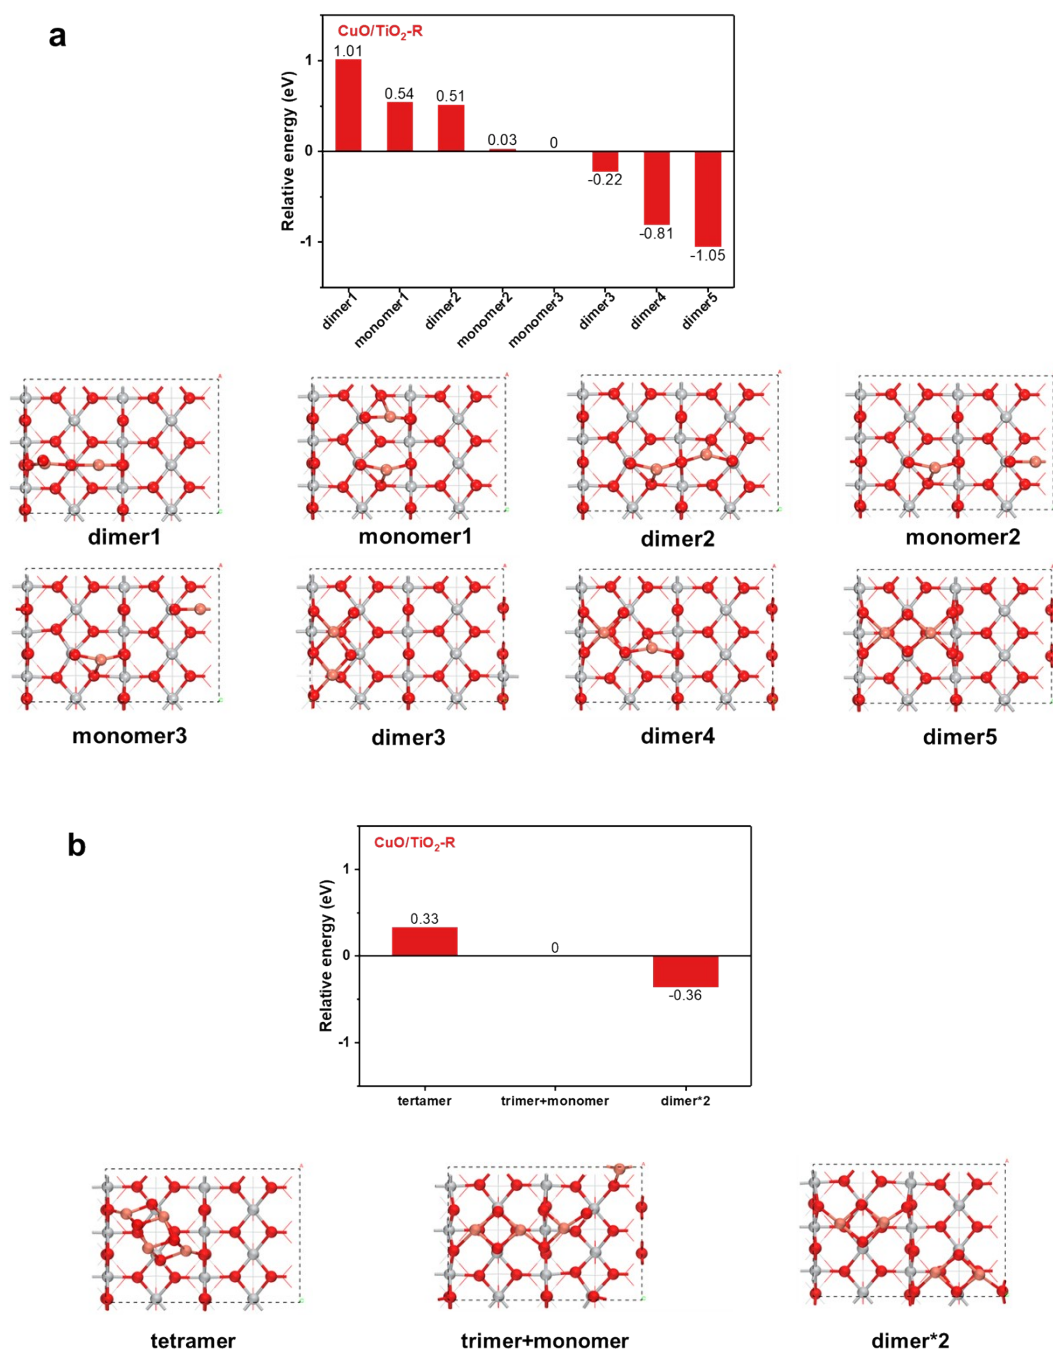 a
CuO/TiO₂-R
Relative energy (eV)
1
0
-1
1.01
0.54
0.51
0.03
0
-0.22
-0.81
-1.05
dimer1
monomer1
dimer2
monomer2
monomer3
dimer3
dimer4
dimer5
dimer1
monomer1
dimer2
monomer2
monomer3
dimer3
dimer4
dimer5
b
CuO/TiO₂-R
Relative energy (eV)
1
0
-1
0.33
0
-0.36
tertamer
trimer+monomer
dimer*2
tetramer
trimer+monomer
dimer*2